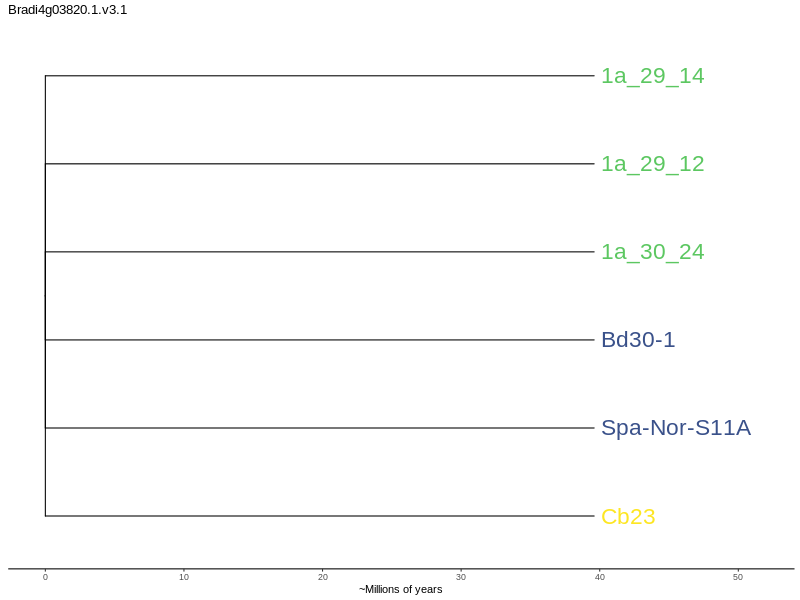 Bradi4g03820.1.v3.1
1a_29_14
1a_29_12
1a_30_24
Bd30-1
Spa-Nor-S11A
Cb23
0 10 20 30 40 50
~Millions of years